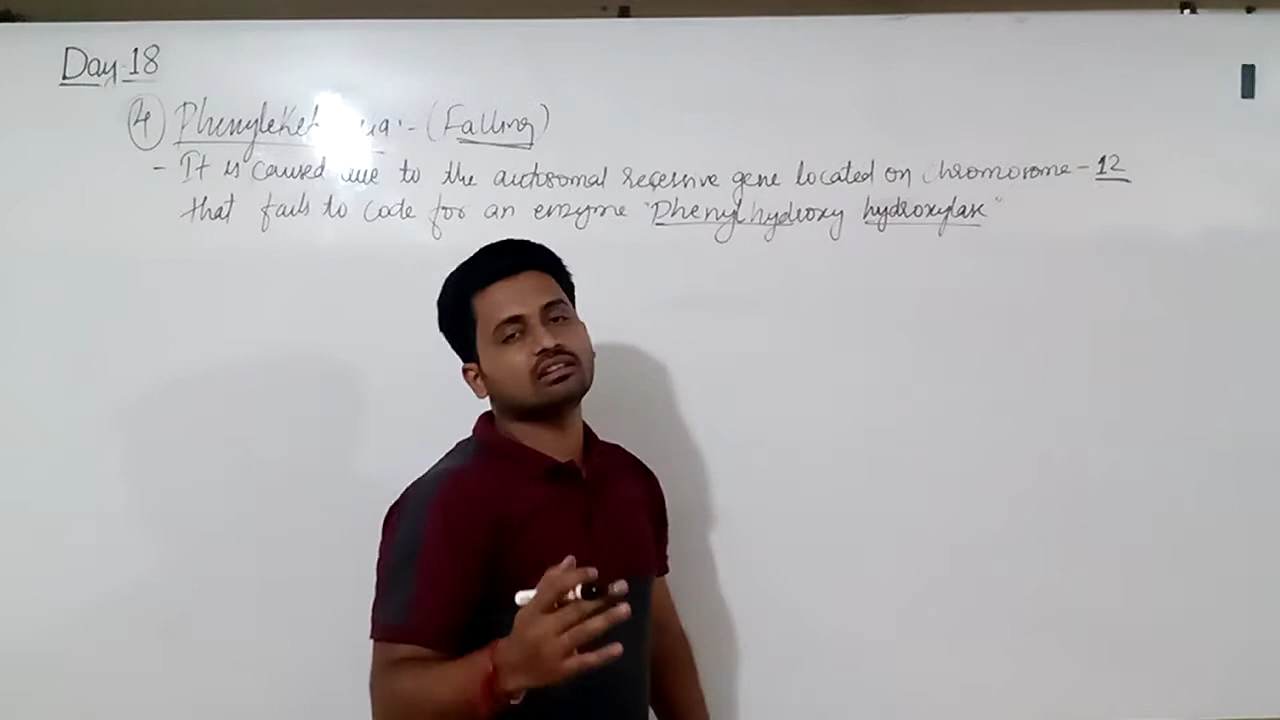 Day-18
4 :- (Falling)
- It is caused due to the autosomal recessive gene located on chromosome - 12
that fails to code for an enzyme "Phenylhydroxy hydroxylase"